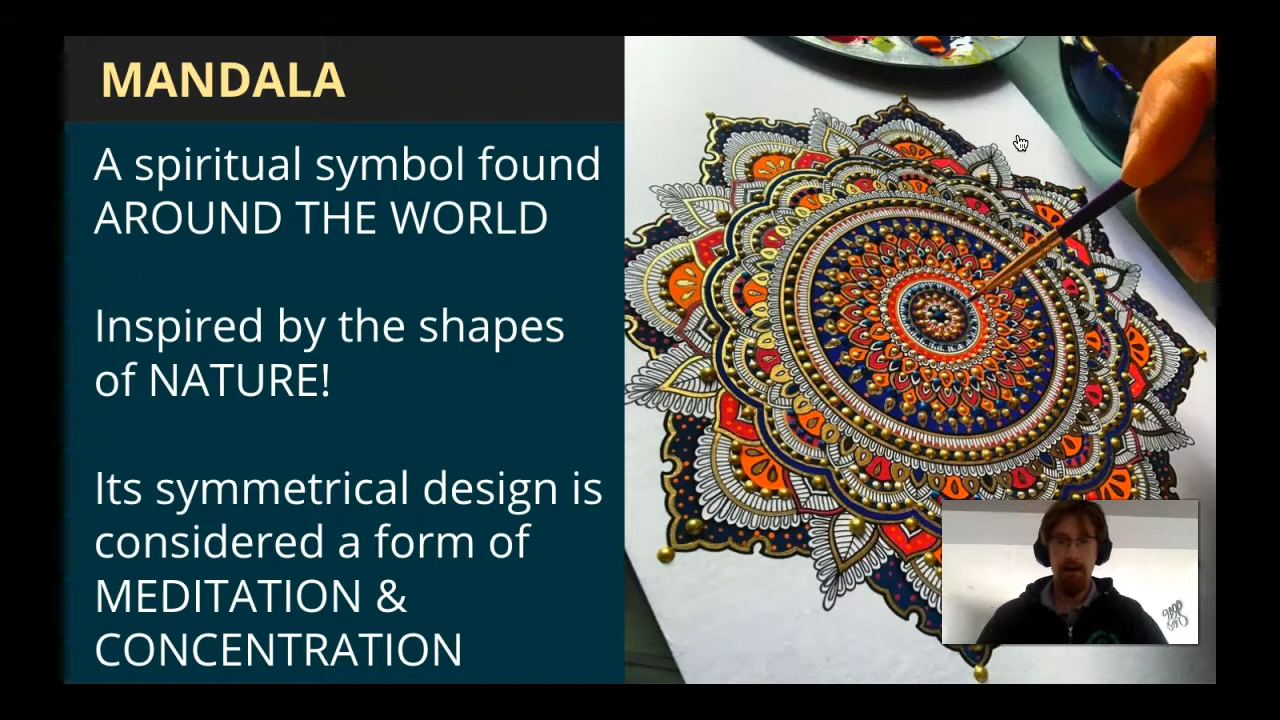 MANDALA
A spiritual symbol found
AROUND THE WORLD
Inspired by the shapes
of NATURE!
Its symmetrical design is
considered a form of
MEDITATION &
CONCENTRATION